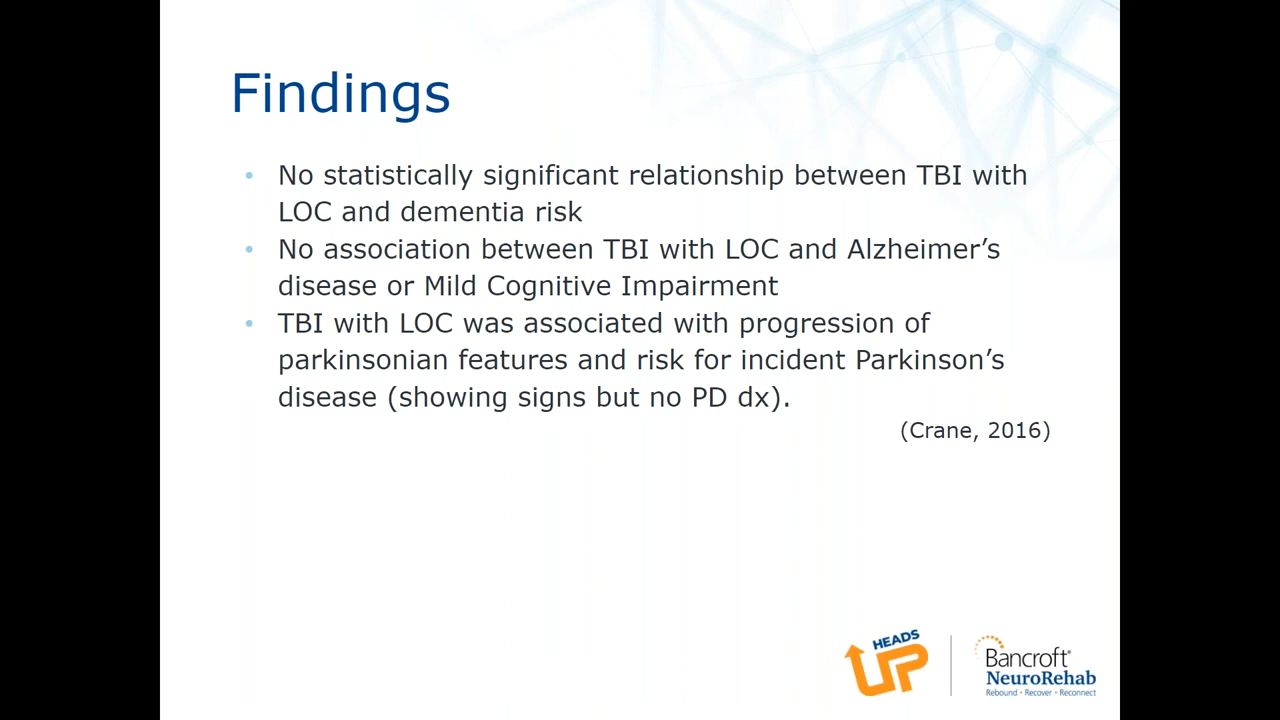 Findings
• No statistically significant relationship between TBI with
LOC and dementia risk
• No association between TBI with LOC and Alzheimer’s
disease or Mild Cognitive Impairment
• TBI with LOC was associated with progression of
parkinsonian features and risk for incident Parkinson’s
disease (showing signs but no PD dx).
(Crane, 2016)
HEADS
UP
Bancroft®
NeuroRehab
Rebound • Recover • Reconnect